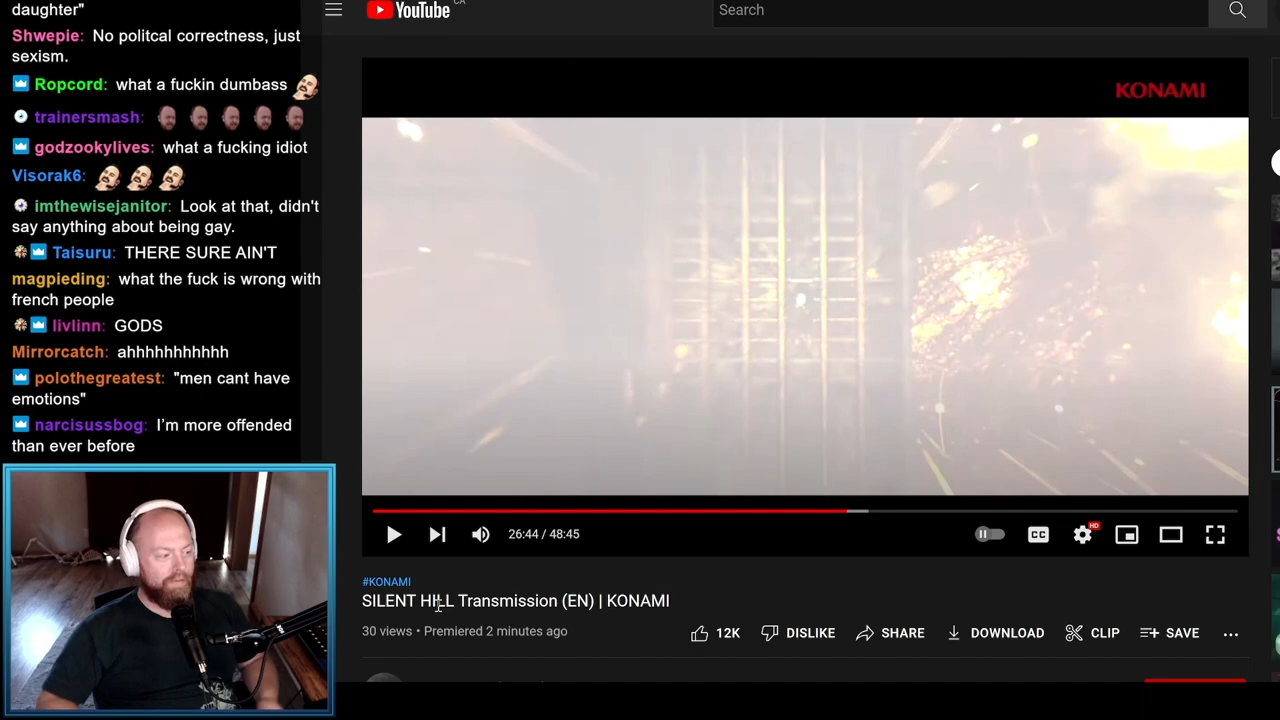 daughter"
Shwepie: No politcal correctness, just
sexism.
Ropcord: what a fuckin dumbass
trainersmash:
godzookylives: what a fucking idiot
Visorak6:
imthewisejanitor: Look at that, didn't
say anything about being gay.
Taisuru: THERE SURE AIN'T
magpieding: what the fuck is wrong with
french people
livlinn: GODS
Mirrorcatch: ahhhhhhhhhhh
polothegreatest: "men cant have
emotions"
narcisussbog: I'm more offended
than ever before
YouTube CA
Search
KONAMI
26:44 / 48:45
CC
HD
#KONAMI
SILENT HILL Transmission (EN) | KONAMI
30 views • Premiered 2 minutes ago
12K
DISLIKE
SHARE
DOWNLOAD
CLIP
SAVE